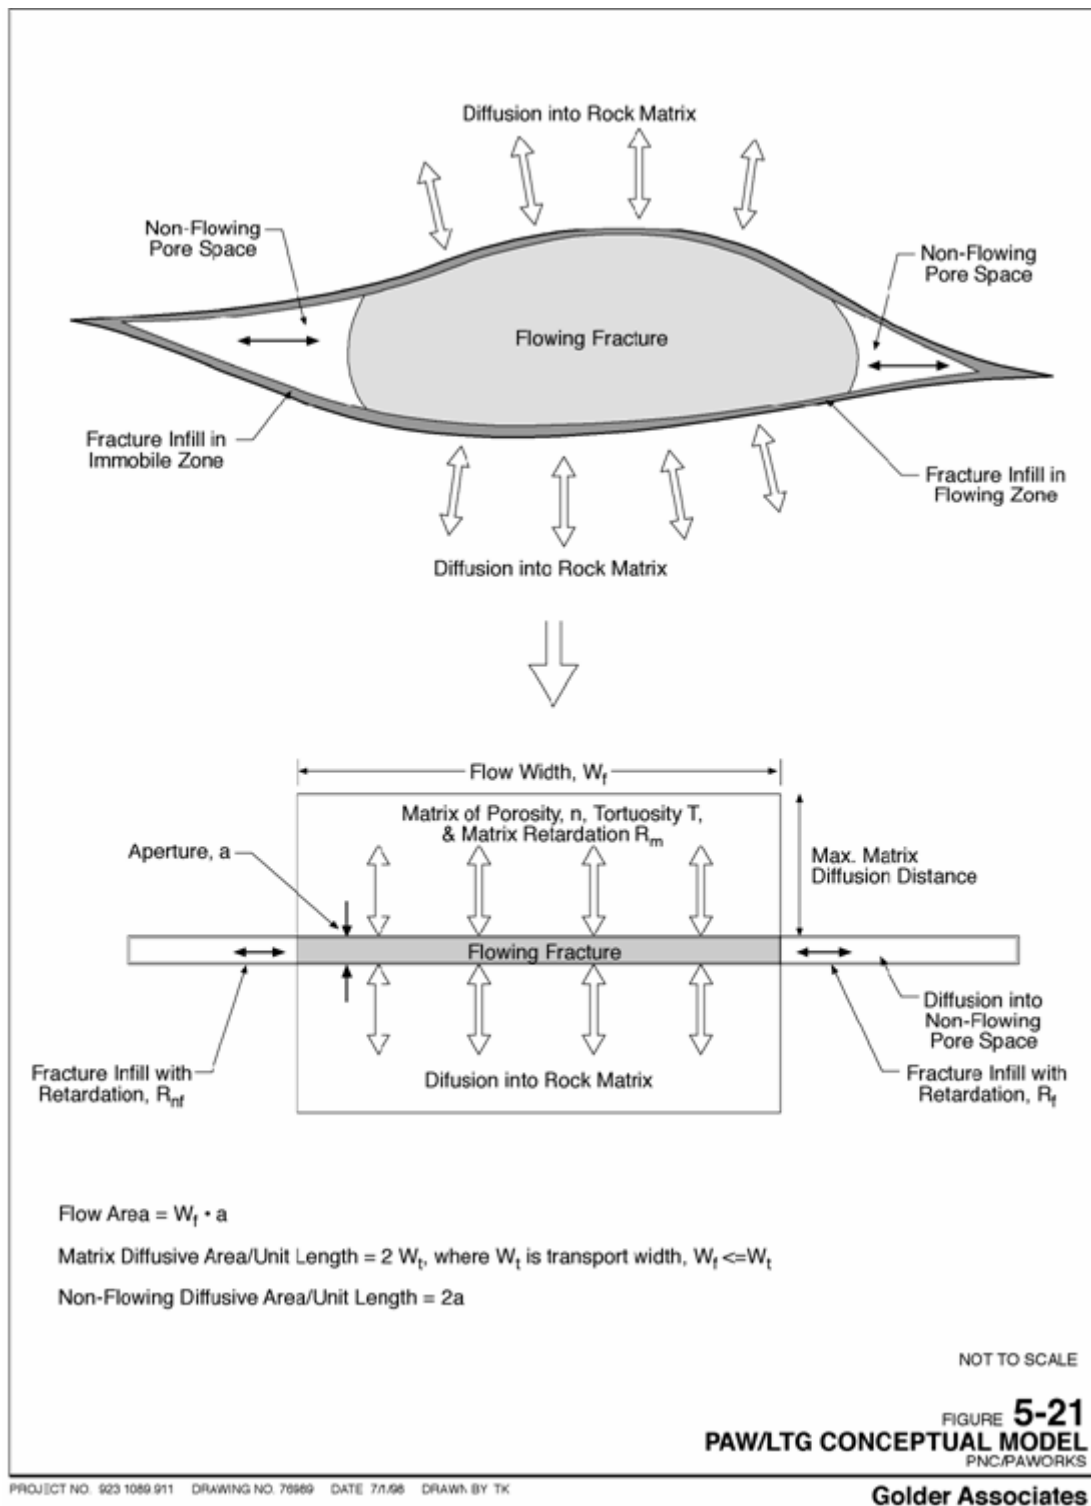 Diffusion into Rock Matrix
Non-Flowing
Pore Space
Non-Flowing
Pore Space
Flowing Fracture
Fracture Infill in
Immobile Zone
Fracture Infill in
Flowing Zone
Diffusion into Rock Matrix
Flow Width, Wf
Matrix of Porosity, n, Tortuosity T,
& Matrix Retardation Rm
Aperture, a
Max. Matrix
Diffusion Distance
Flowing Fracture
Diffusion into
Non-Flowing
Pore Space
Fracture Infill with
Retardation, Rnf
Difusion into Rock Matrix
Fracture Infill with
Retardation, Rf
Flow Area = Wf • a
Matrix Diffusive Area/Unit Length = 2 Wt, where Wt is transport width, Wf <=Wt
Non-Flowing Diffusive Area/Unit Length = 2a
NOT TO SCALE
FIGURE 5-21
PAW/LTG CONCEPTUAL MODEL
PNC/PAWORKS
PROJECT NO. 923 1089.911 DRAWING NO. 76989 DATE 7/1/98 DRAWN BY TK
Golder Associates